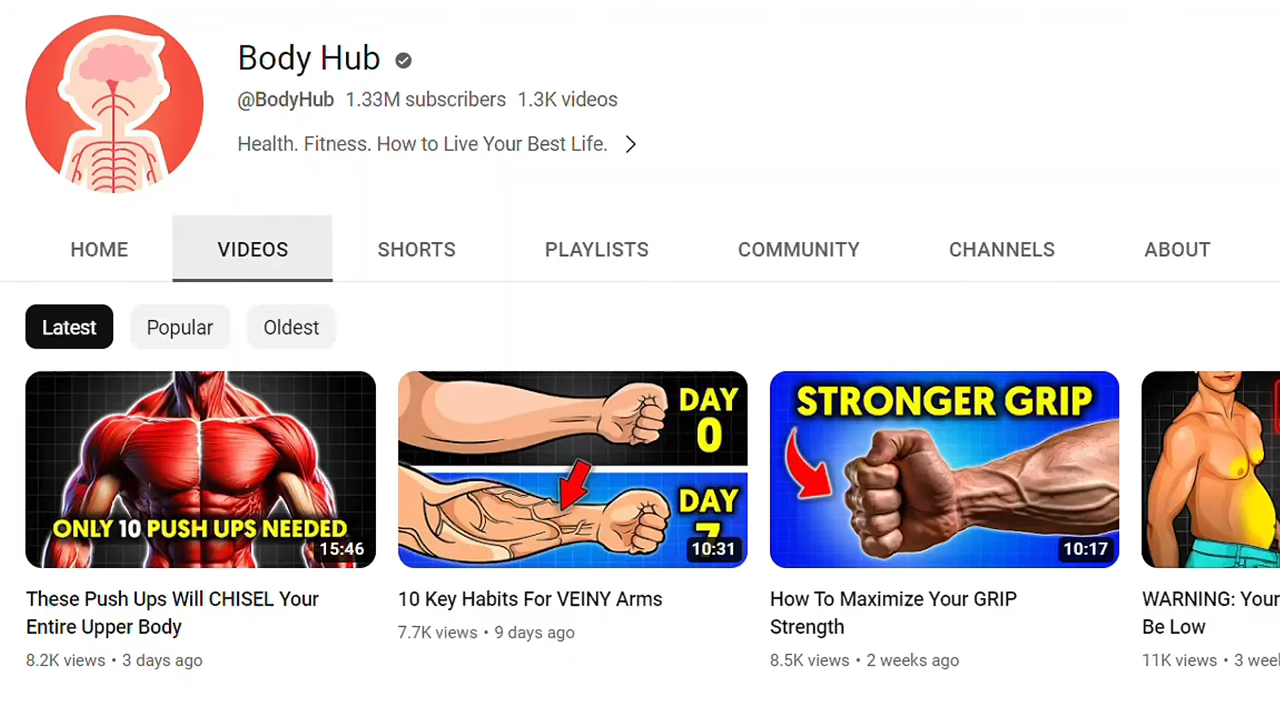 Body Hub
@BodyHub 1.33M subscribers 1.3K videos
Health. Fitness. How to Live Your Best Life.
HOME VIDEOS SHORTS PLAYLISTS COMMUNITY CHANNELS ABOUT
Latest Popular Oldest
ONLY 10 PUSH UPS NEEDED
15:46
These Push Ups Will CHISEL Your
Entire Upper Body
8.2K views • 3 days ago
DAY
0
DAY
7
10:31
10 Key Habits For VEINY Arms
7.7K views • 9 days ago
STRONGER GRIP
10:17
How To Maximize Your GRIP
Strength
8.5K views • 2 weeks ago
WARNING: Your
Be Low
11K views • 3 weel